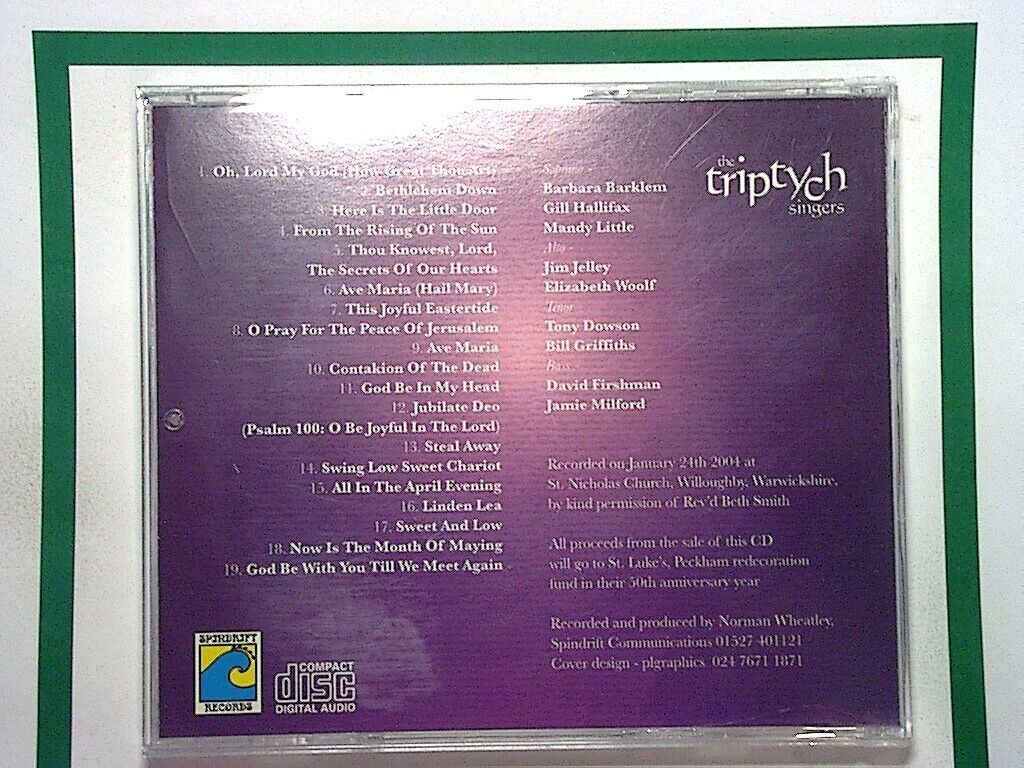 the
triptych
singers
1. Oh, Lord My God (How Great Thou Art)
2. Bethlehem Down
3. Here Is The Little Door
4. From The Rising Of The Sun
5. Thou Knowest, Lord,
The Secrets Of Our Hearts
6. Ave Maria (Hail Mary)
7. This Joyful Eastertide
8. O Pray For The Peace Of Jerusalem
9. Ave Maria
10. Contakion Of The Dead
11. God Be In My Head
12. Jubilate Deo
(Psalm 100: O Be Joyful In The Lord)
13. Steal Away
14. Swing Low Sweet Chariot
15. All In The April Evening
16. Linden Lea
17. Sweet And Low
18. Now Is The Month Of Maying
19. God Be With You Till We Meet Again
Soprano -
Barbara Barklem
Gill Hallifax
Mandy Little
Alto -
Jim Jelley
Elizabeth Woolf
Tenor -
Tony Dowson
Bill Griffiths
Bass -
David Firshman
Jamie Milford
Recorded on January 24th 2004 at
St. Nicholas Church, Willoughby, Warwickshire,
by kind permission of Rev'd Beth Smith
All proceeds from the sale of this CD
will go to St. Luke's, Peckham redecoration
fund in their 50th anniversary year
Recorded and produced by Norman Wheatley,
Spindrift Communications 01527 401121
Cover design - plgraphics 024 7671 1871
SPINDRIFT
RECORDS
COMPACT
disc
DIGITAL AUDIO